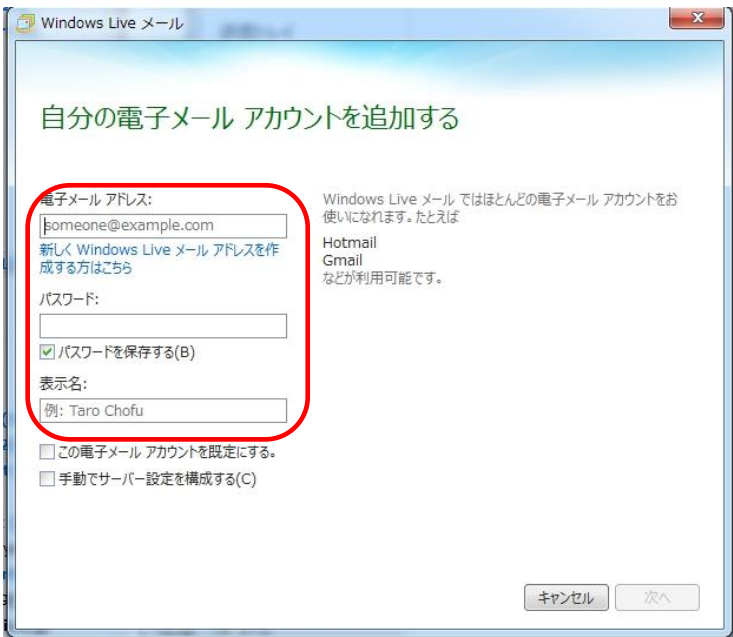 Windows Live メール
自分の電子メール アカウントを追加する
電子メール アドレス:
someone@example.com
新しく Windows Live メール アドレスを作
成する方はこちら
パスワード:
パスワードを保存する(B)
表示名:
例: Taro Chofu
この電子メール アカウントを既定にする。
手動でサーバー設定を構成する(C)
Windows Live メール ではほとんどの電子メール アカウントをお
使いになれます。たとえば
Hotmail
Gmail
などが利用可能です。
キャンセル
次へ